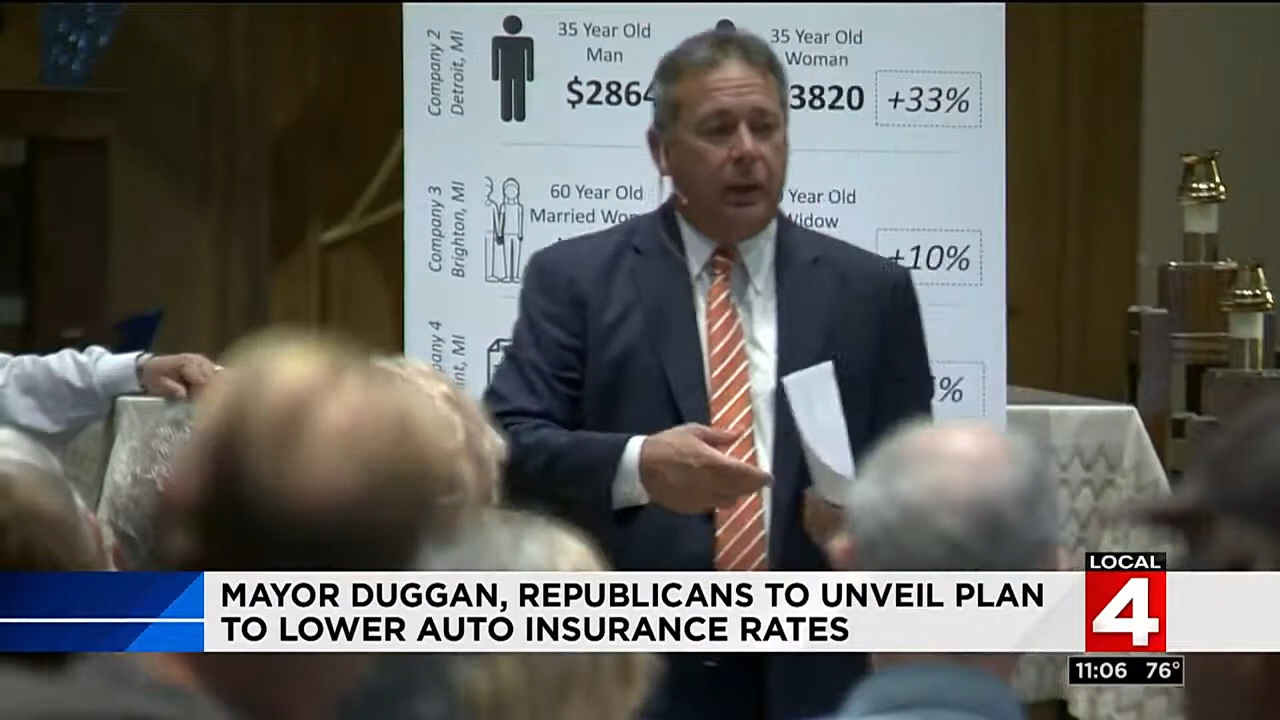 Company 2
Detroit, MI
35 Year Old
Man
35 Year Old
Woman
$2864
3820
+33%
Company 3
Brighton, MI
60 Year Old
Married
Year Old
Widow
+10%
4
MI
%
MAYOR DUGGAN, REPUBLICANS TO UNVEIL PLAN
TO LOWER AUTO INSURANCE RATES
LOCAL
4
11:06 76°